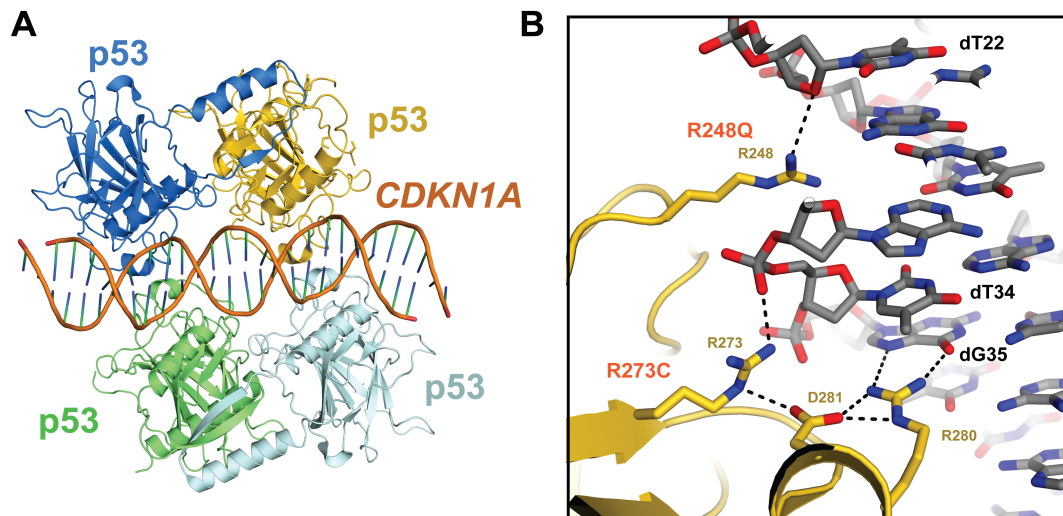 A
p53
p53
CDKN1A
p53
p53
B
dT22
R248Q
R248
dT34
R273
dG35
R273C
D281
R280